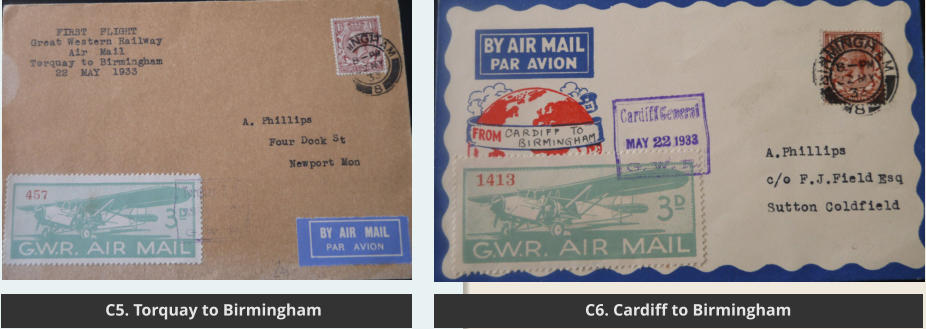 FIRST FLIGHT
Great Western Railway
Air Mail
Torquay to Birmingham
22 MAY 1933
BIRMINGHAM
A. Phillips
Four Dock St
Newport Mon
457
3D
G.W.R. AIR MAIL
BY AIR MAIL
PAR AVION
C5. Torquay to Birmingham
BY AIR MAIL
PAR AVION
FROM CARDIFF TO
BIRMINGHAM
Cardiff General
MAY 22 1933
G.W.R
BIRMINGHAM
A.Phillips
c/o F.J.Field Esq
Sutton Coldfield
1413
3D
G.W.R. AIR MAIL
C6. Cardiff to Birmingham